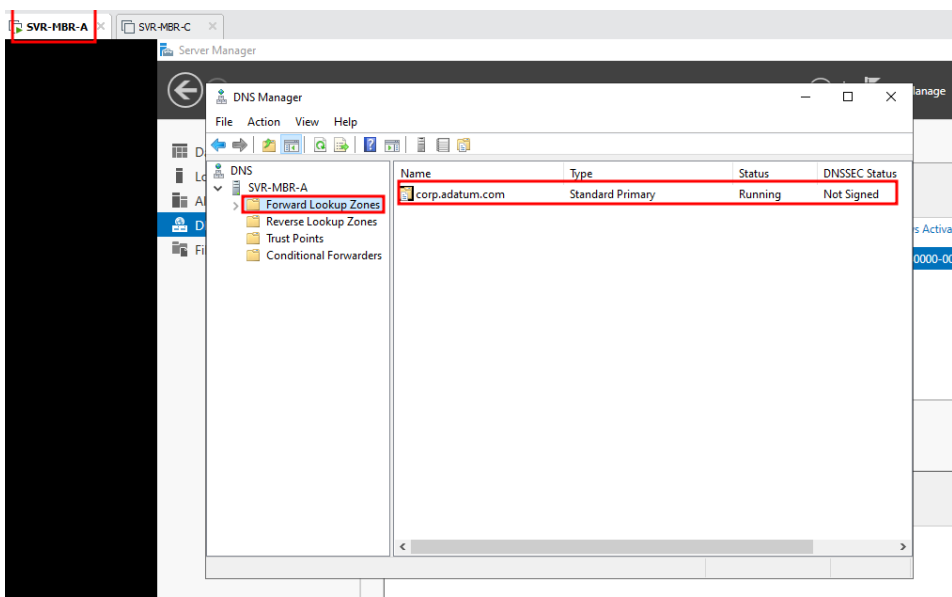 SVR-MBR-A
SVR-MBR-C
Server Manager
DNS Manager
File Action View Help
DNS
SVR-MBR-A
Forward Lookup Zones
Reverse Lookup Zones
Trust Points
Conditional Forwarders
Name Type Status DNSSEC Status
corp.adatum.com Standard Primary Running Not Signed